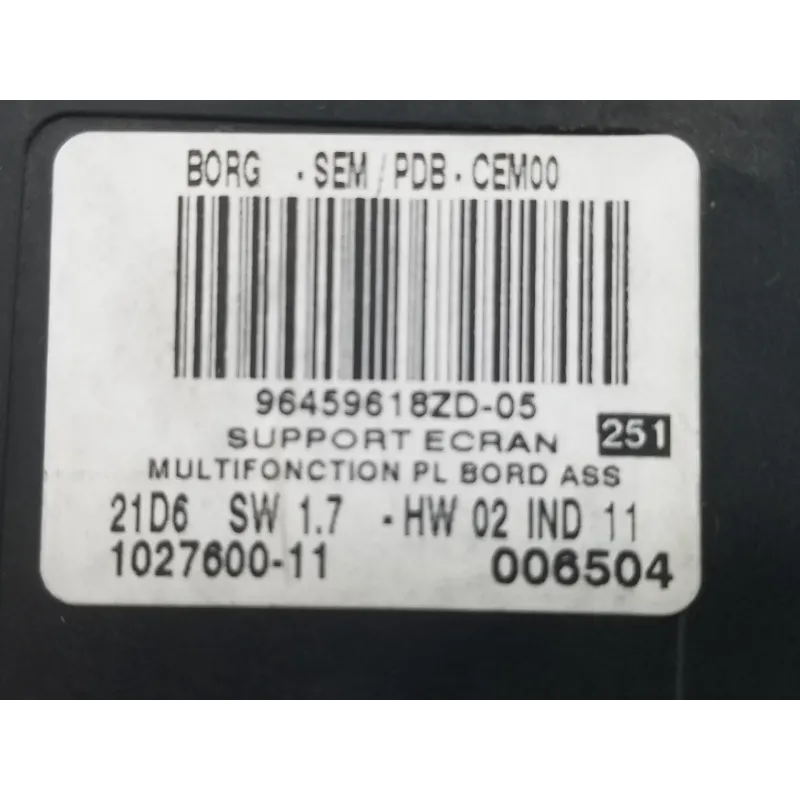 BORG - SEM / PDB - CEM00
96459618ZD-05
SUPPORT ECRAN 251
MULTIFONCTION PL BORD ASS
21D6 SW 1.7 - HW 02 IND 11
1027600-11 006504